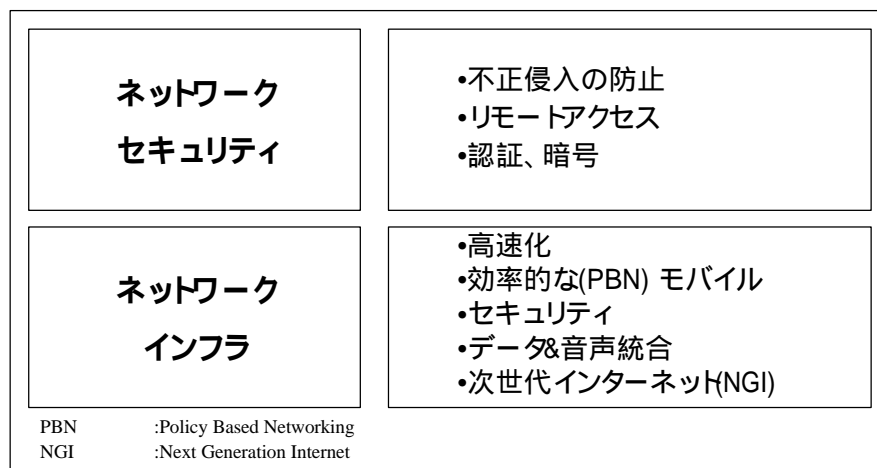 ネットワーク
セキュリティ
•不正侵入の防止
•リモートアクセス
•認証、暗号
ネットワーク
インフラ
•高速化
•効率的な(PBN) モバイル
•セキュリティ
•データ&音声統合
•次世代インターネット(NGI)
PBN :Policy Based Networking
NGI :Next Generation Internet